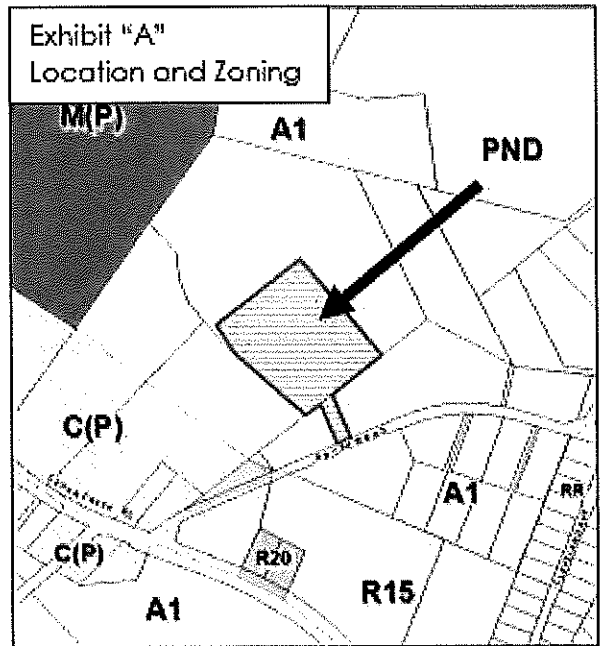 Exhibit "A"
Location and Zoning
M(P)
A1
PND
C(P)
A1
RR
C(P)
R20
R15
A1